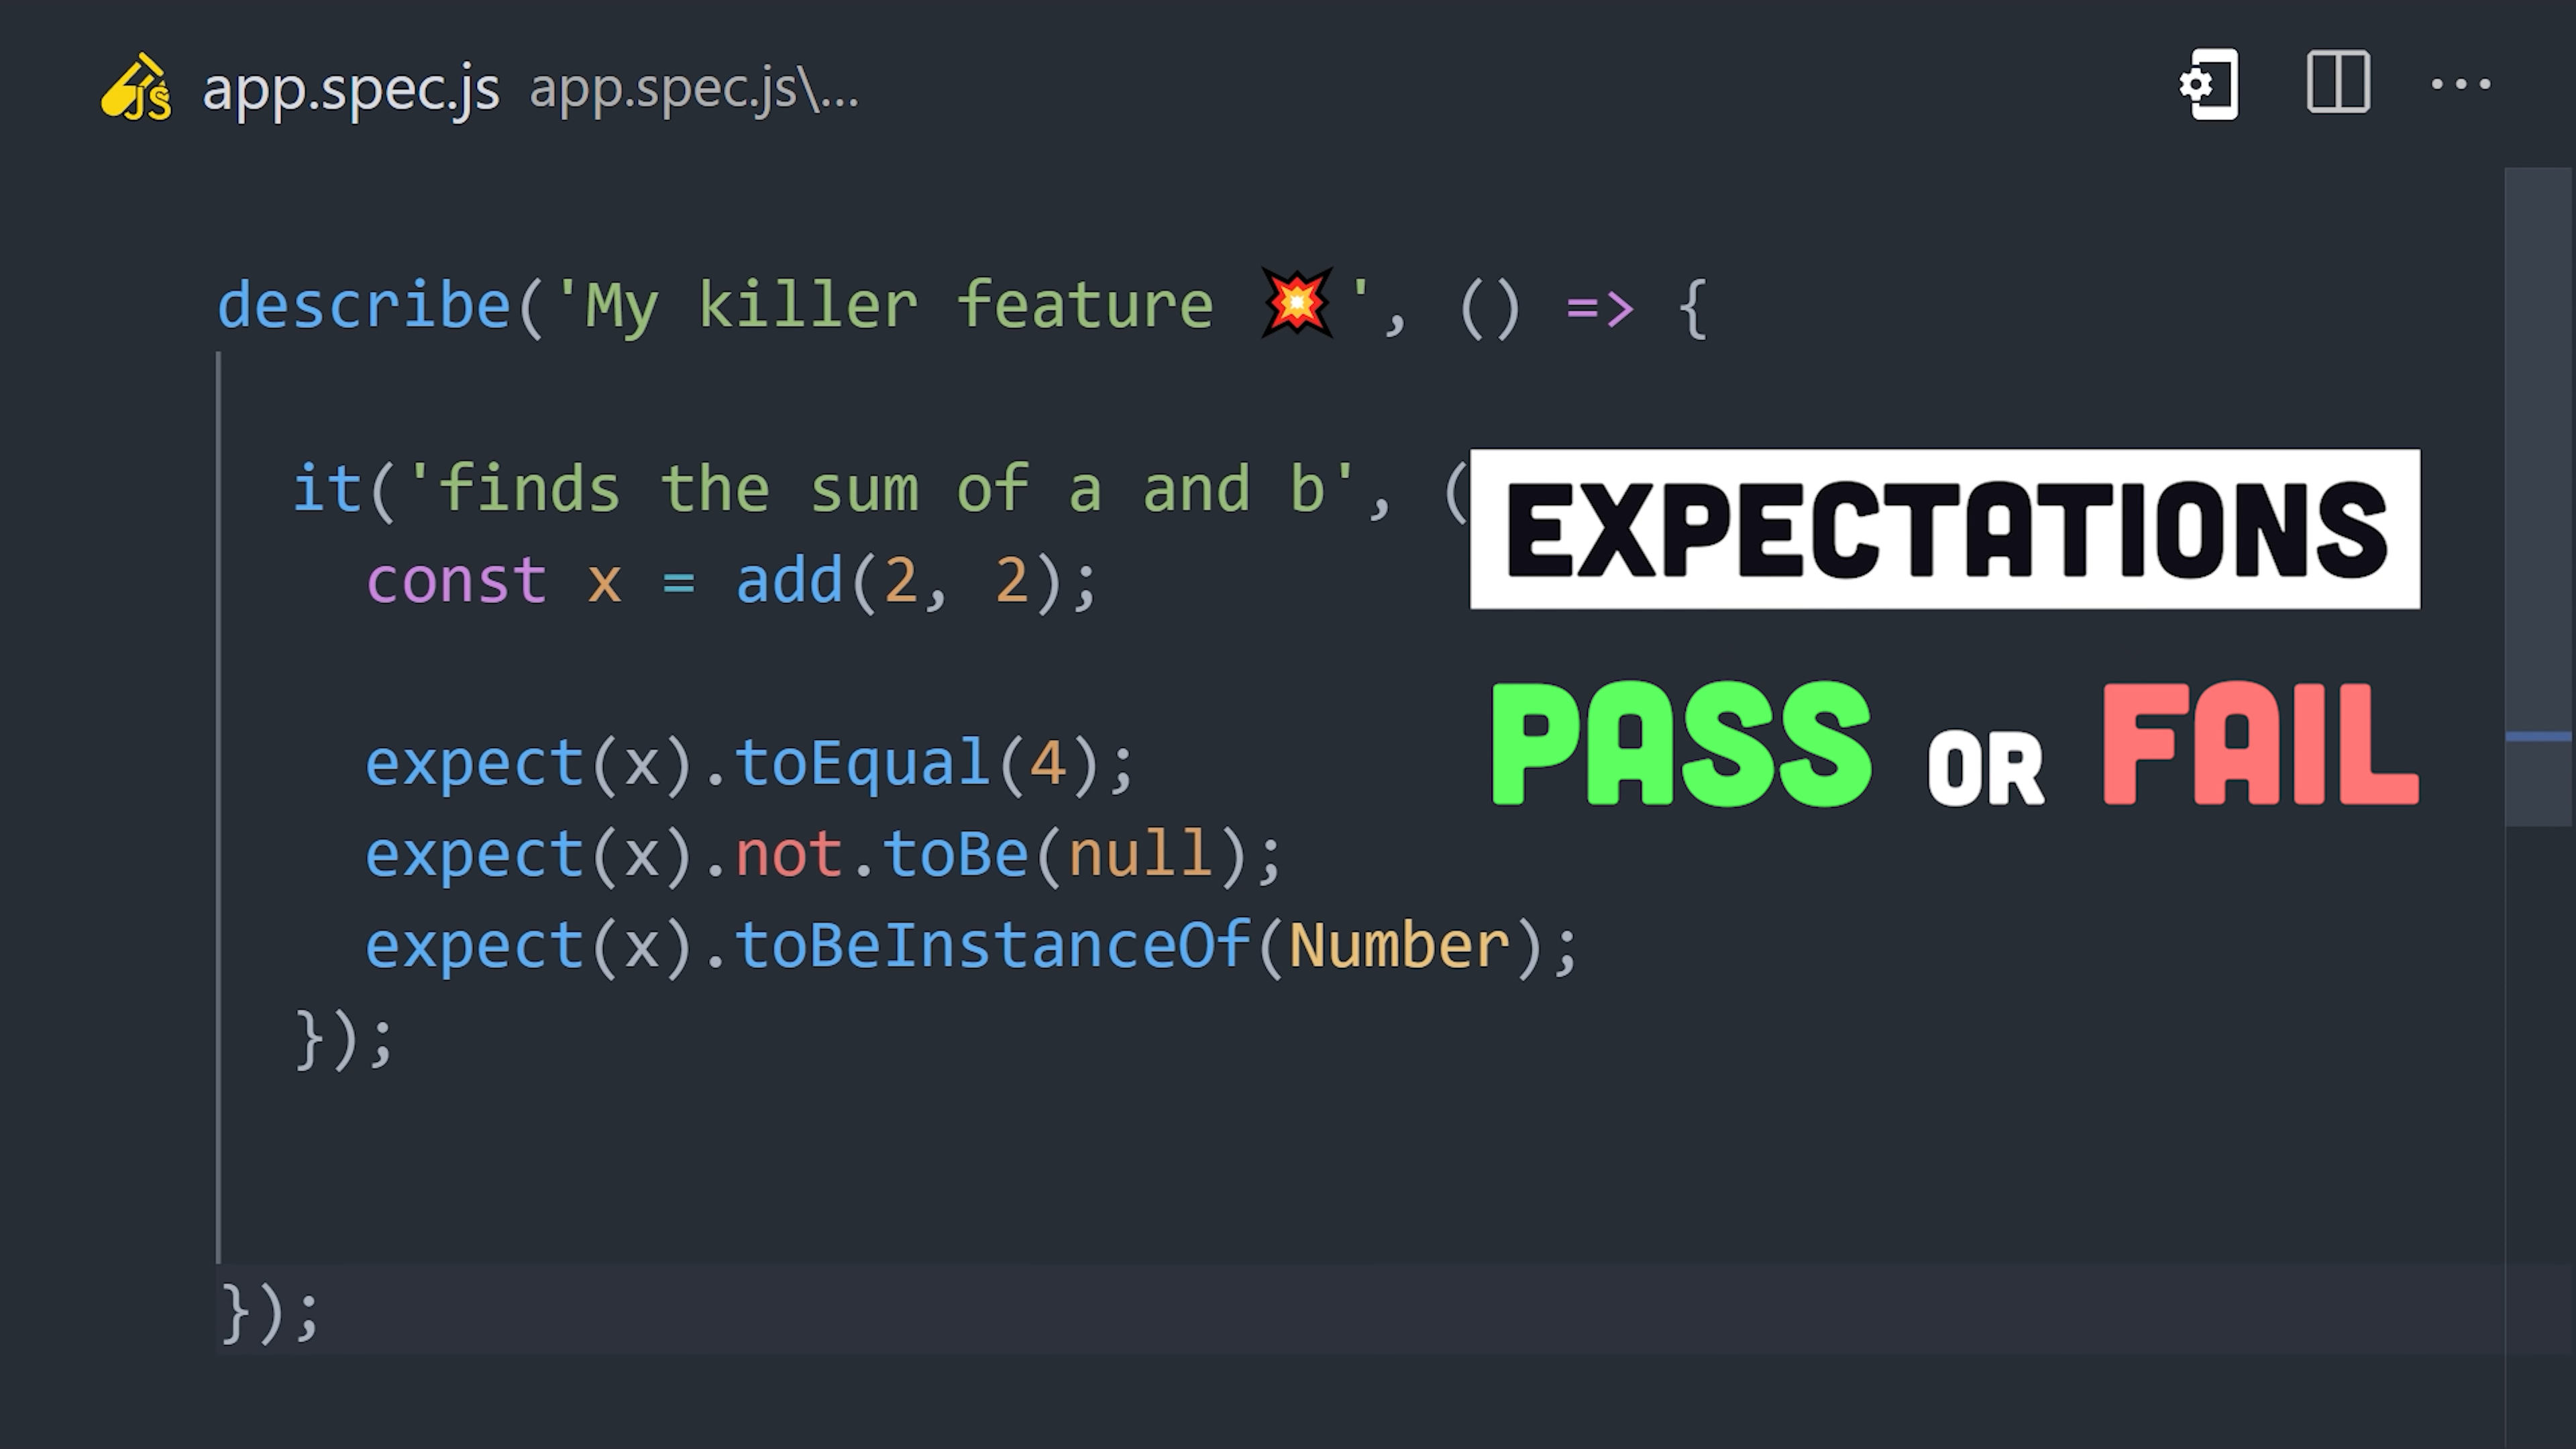 app.spec.js app.spec.js\...
describe('My killer feature 💥', () => {
it('finds the sum of a and b', (
EXPECTATIONS
const x = add(2, 2);
PASS OR FAIL
expect(x).toEqual(4);
expect(x).not.toBe(null);
expect(x).toBeInstanceOf(Number);
});
});